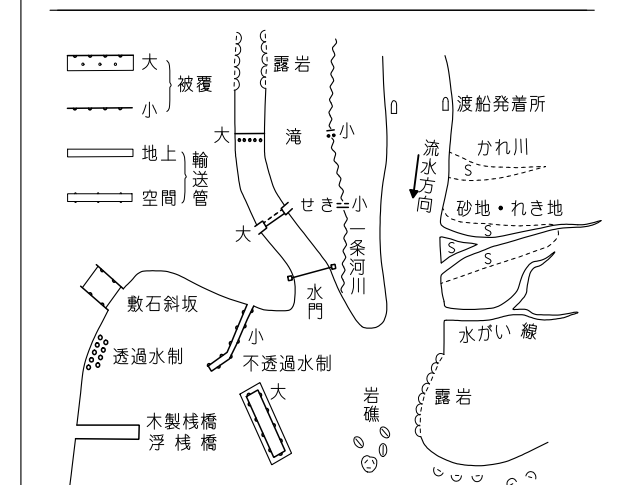 大
被覆
小
地上
輸送管
空間
露岩
大
滝
小
渡船発着所
流水方向
かれ川
S
せき
小
砂地・れき地
S
S
S
大
一条河川
水門
敷石斜坂
小
水がい線
透過水制
不透過水制
大
岩礁
露岩
木製桟橋
浮桟橋